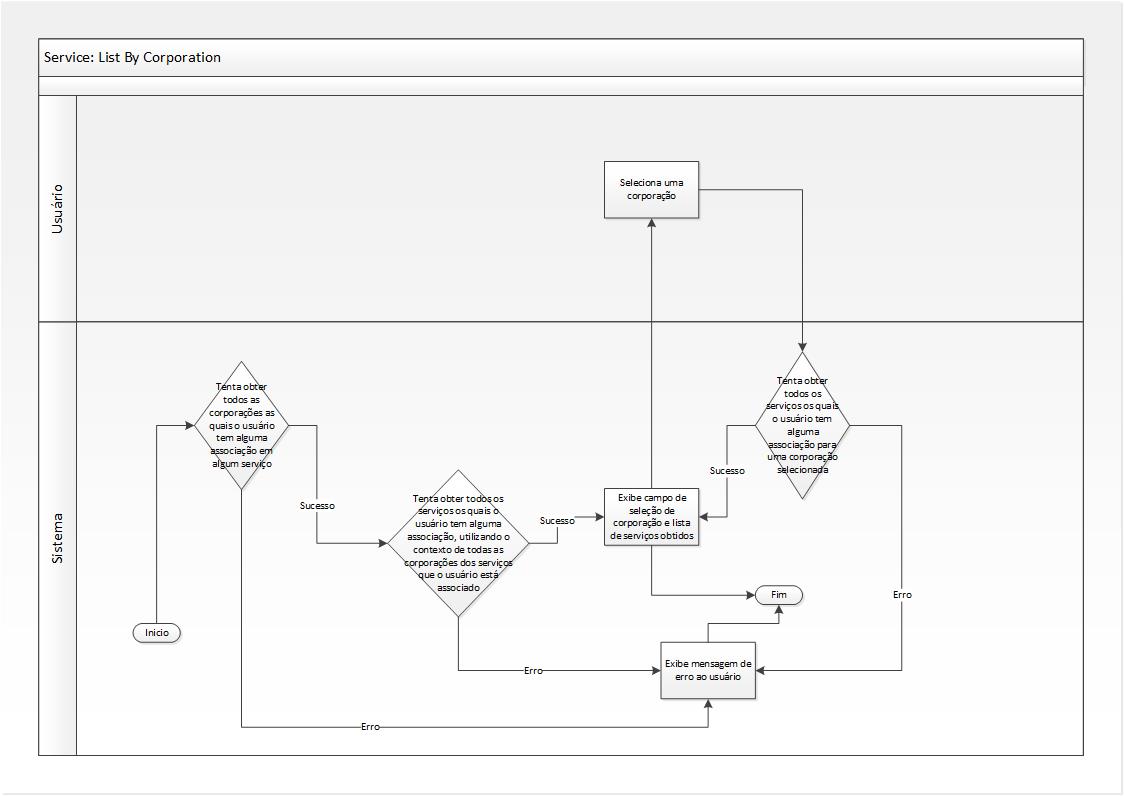 Service: List By Corporation
Usuário
Seleciona uma
corporação
Sistema
Tenta obter
todos as
corporações as
quais o usuário
tem alguma
associação em
algum serviço
Sucesso
Tenta obter todos os
serviços os quais o
usuário tem alguma
associação, utilizando o
contexto de todas as
corporações dos serviços
que o usuário está
associado
Sucesso
Exibe campo de
seleção de
corporação e lista
de serviços obtidos
Sucesso
Tenta obter
todos os
serviços os quais
o usuário tem
alguma
associação para
uma corporação
selecionada
Erro
Fim
Inicio
Exibe mensagem de
erro ao usuário
Erro
Erro